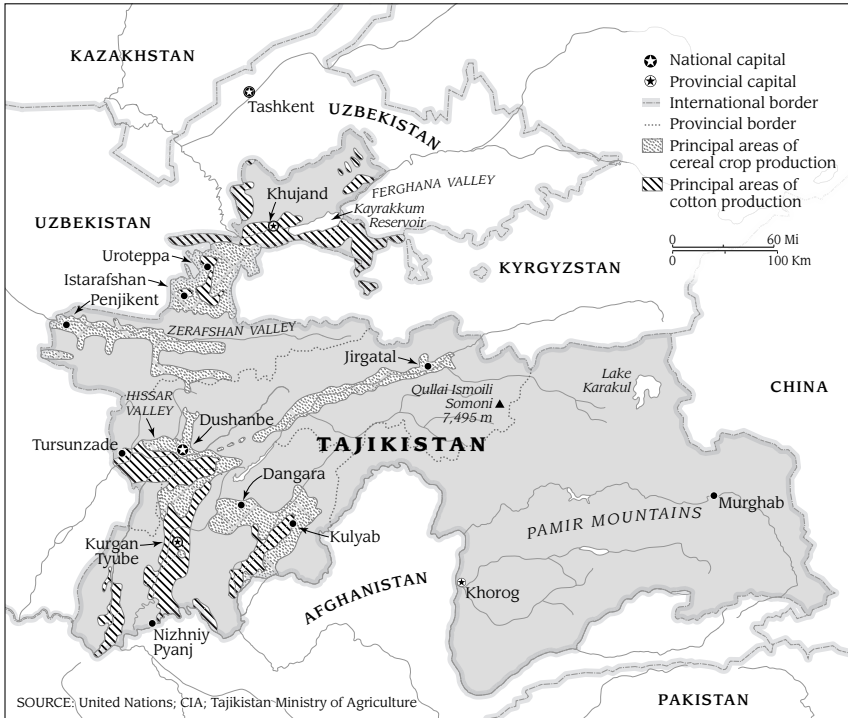 KAZAKHSTAN
Tashkent
UZBEKISTAN
National capital
Provincial capital
International border
Provincial border
Principal areas of
cereal crop production
Principal areas of
cotton production
0 60 Mi
0 100 Km
Khujand
FERGHANA VALLEY
Kayrakkum
Reservoir
UZBEKISTAN
Uroteppa
Istarafshan
Penjikent
KYRGYZSTAN
ZERAFSHAN VALLEY
Jirgatal
Qullai Ismoili
Somoni
7,495 m
Lake
Karakul
CHINA
HISSAR
VALLEY
Dushanbe
Tursunzade
TAJIKISTAN
Dangara
Murghab
PAMIR MOUNTAINS
Kurgan
Tyube
Kulyab
AFGHANISTAN
Khorog
Nizhniy
Pyanj
SOURCE: United Nations; CIA; Tajikistan Ministry of Agriculture
PAKISTAN